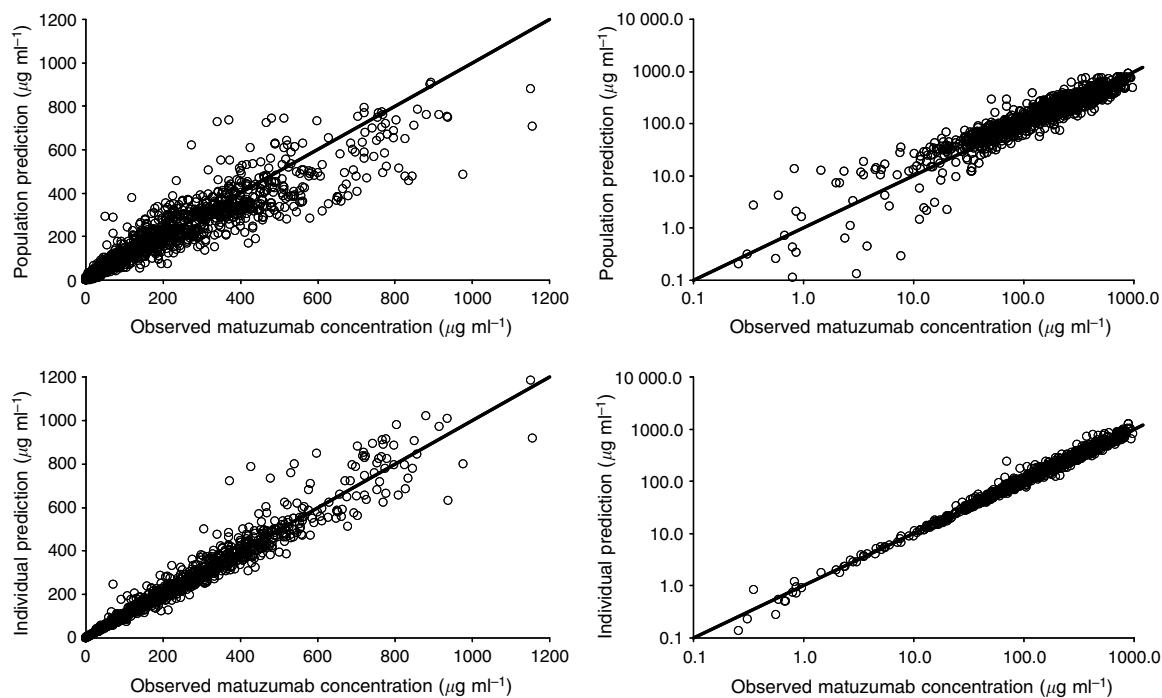 1200
1000
800
600
400
200
0
Population prediction (μg ml⁻¹)
0 200 400 600 800 1000 1200
Observed matuzumab concentration (μg ml⁻¹)
10 000.0
1000.0
100.0
10.0
1.0
0.1
Population prediction (μg ml⁻¹)
0.1 1.0 10.0 100.0 1000.0
Observed matuzumab concentration (μg ml⁻¹)
1200
1000
800
600
400
200
0
Individual prediction (μg ml⁻¹)
0 200 400 600 800 1000 1200
Observed matuzumab concentration (μg ml⁻¹)
10 000.0
1000.0
100.0
10.0
1.0
0.1
Individual prediction (μg ml⁻¹)
0.1 1.0 10.0 100.0 1000.0
Observed matuzumab concentration (μg ml⁻¹)